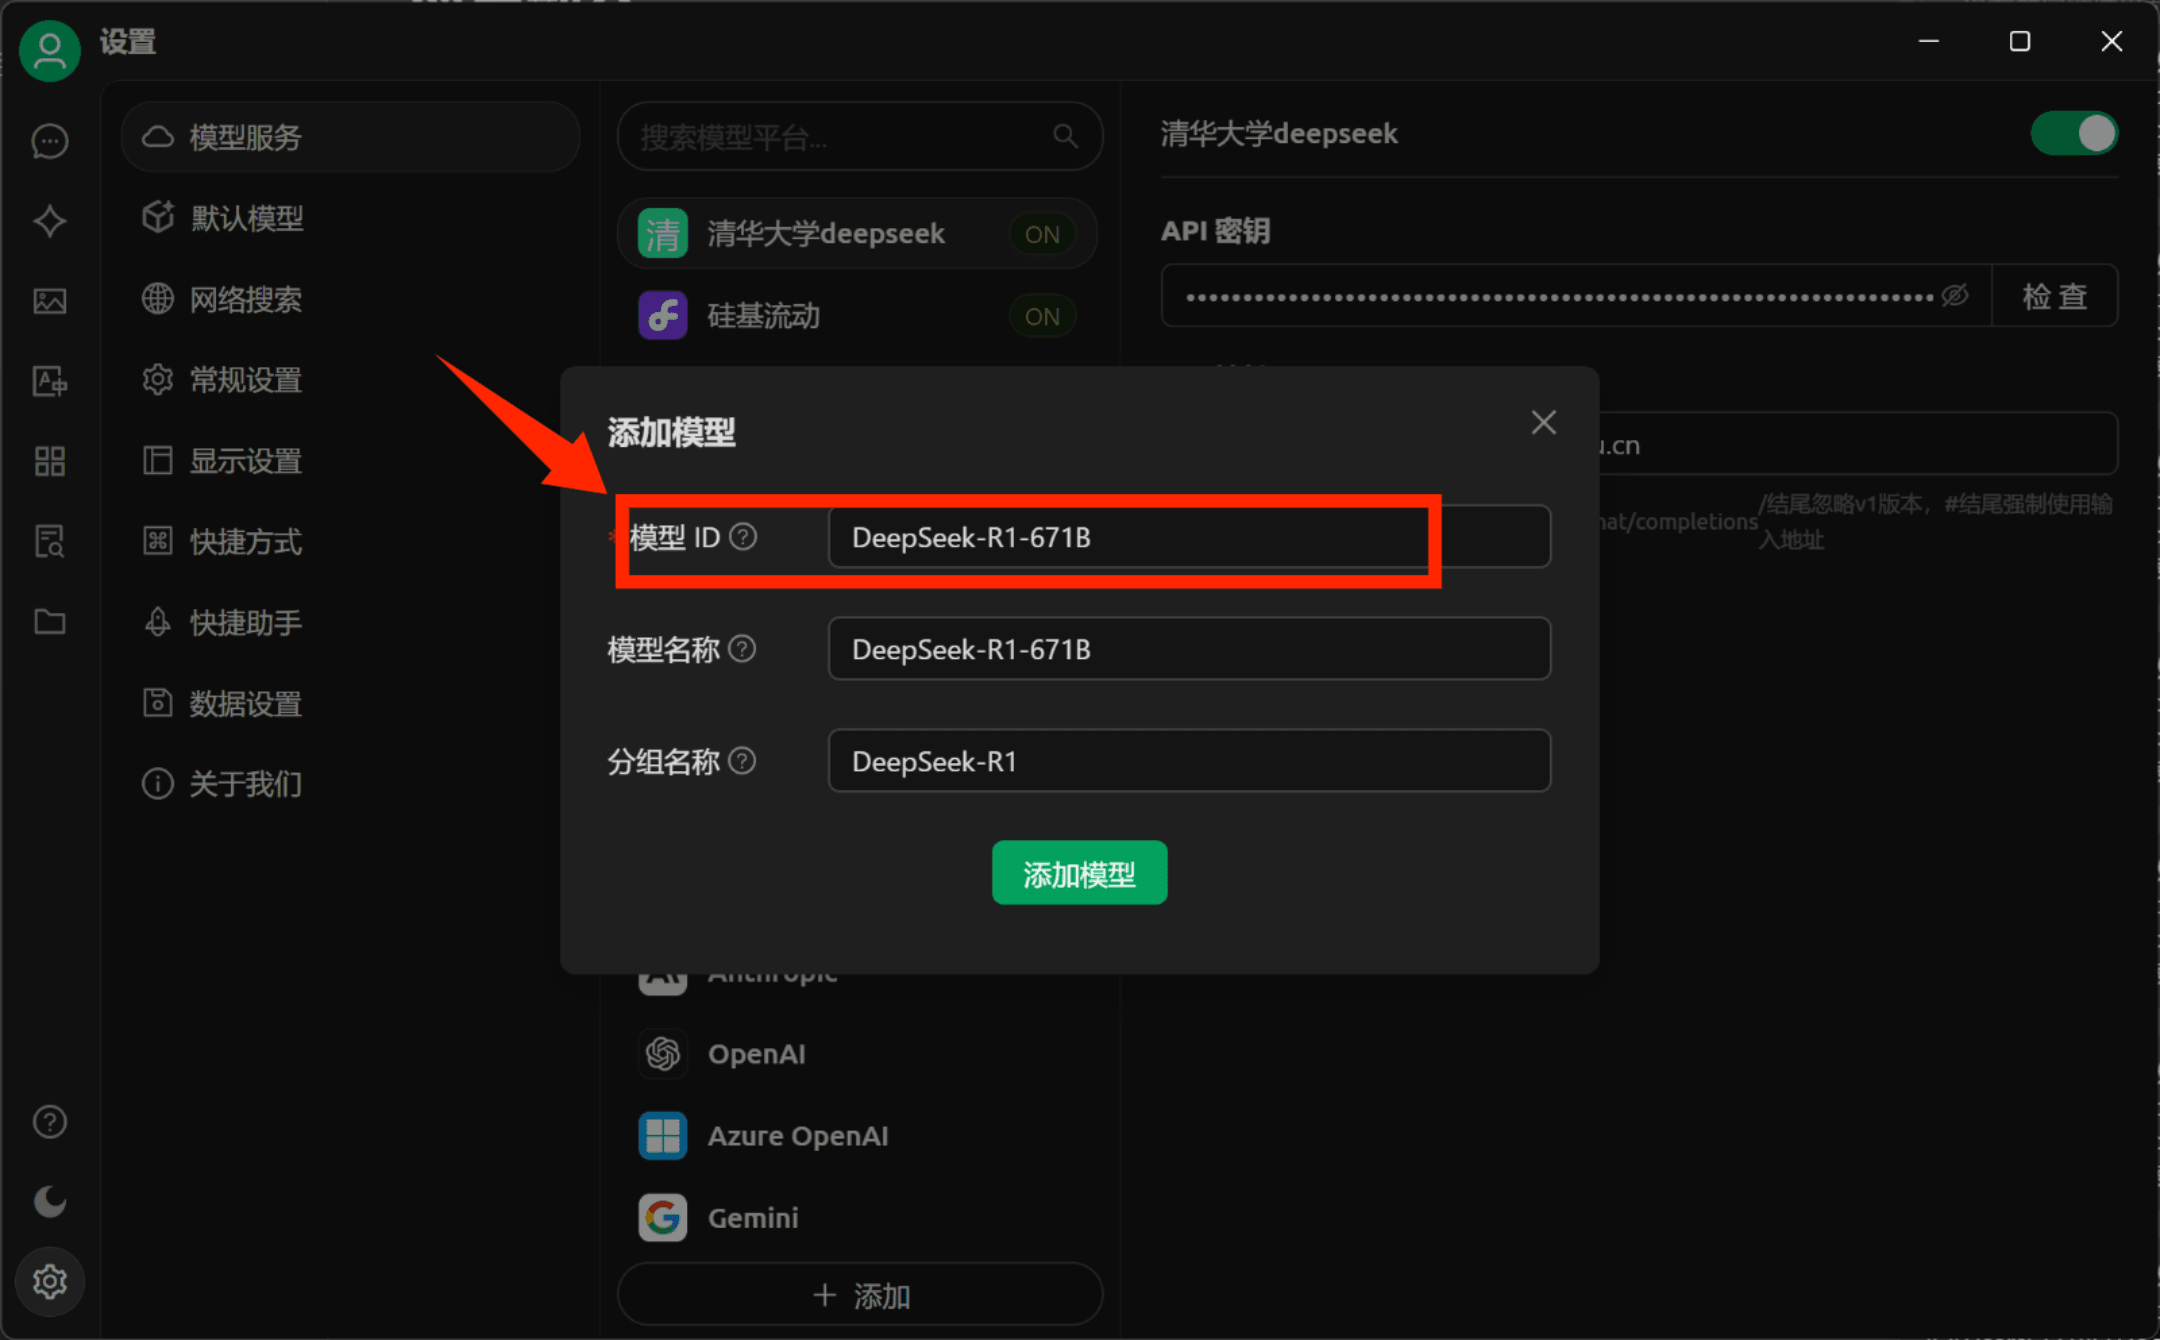 设置
模型服务
默认模型
网络搜索
常规设置
显示设置
快捷方式
快捷助手
数据设置
关于我们
搜索模型平台...
清 清华大学deepseek ON
硅基流动 ON
Anthropic
OpenAI
Azure OpenAI
Gemini
添加
清华大学deepseek
API 密钥
检 查
u.cn
hat/completions
/结尾忽略v1版本，#结尾强制使用输
入地址
添加模型
* 模型 ID DeepSeek-R1-671B
模型名称 DeepSeek-R1-671B
分组名称 DeepSeek-R1
添加模型